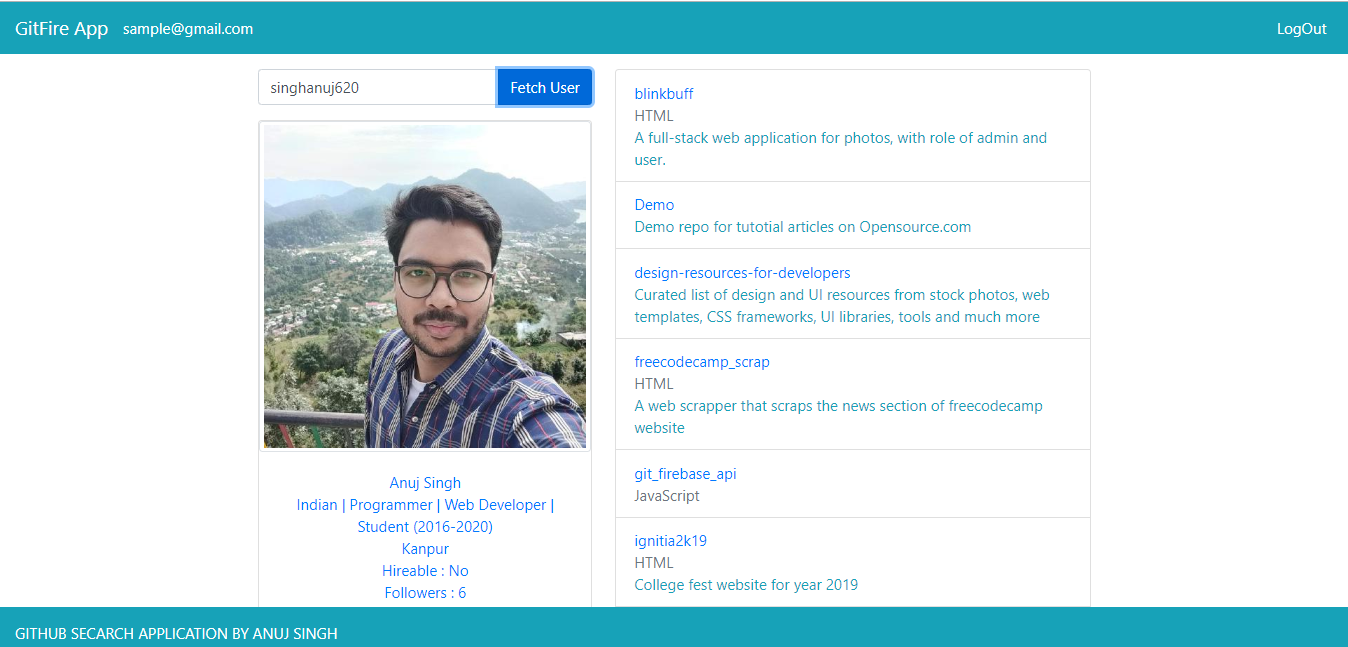 GitFire App sample@gmail.com LogOut
singhanuj620 Fetch User
Anuj Singh
Indian | Programmer | Web Developer |
Student (2016-2020)
Kanpur
Hireable : No
Followers : 6
blinkbuff
HTML
A full-stack web application for photos, with role of admin and
user.
Demo
Demo repo for tutotial articles on Opensource.com
design-resources-for-developers
Curated list of design and UI resources from stock photos, web
templates, CSS frameworks, UI libraries, tools and much more
freecodecamp_scrap
HTML
A web scrapper that scraps the news section of freecodecamp
website
git_firebase_api
JavaScript
ignitia2k19
HTML
College fest website for year 2019
GITHUB SECARCH APPLICATION BY ANUJ SINGH